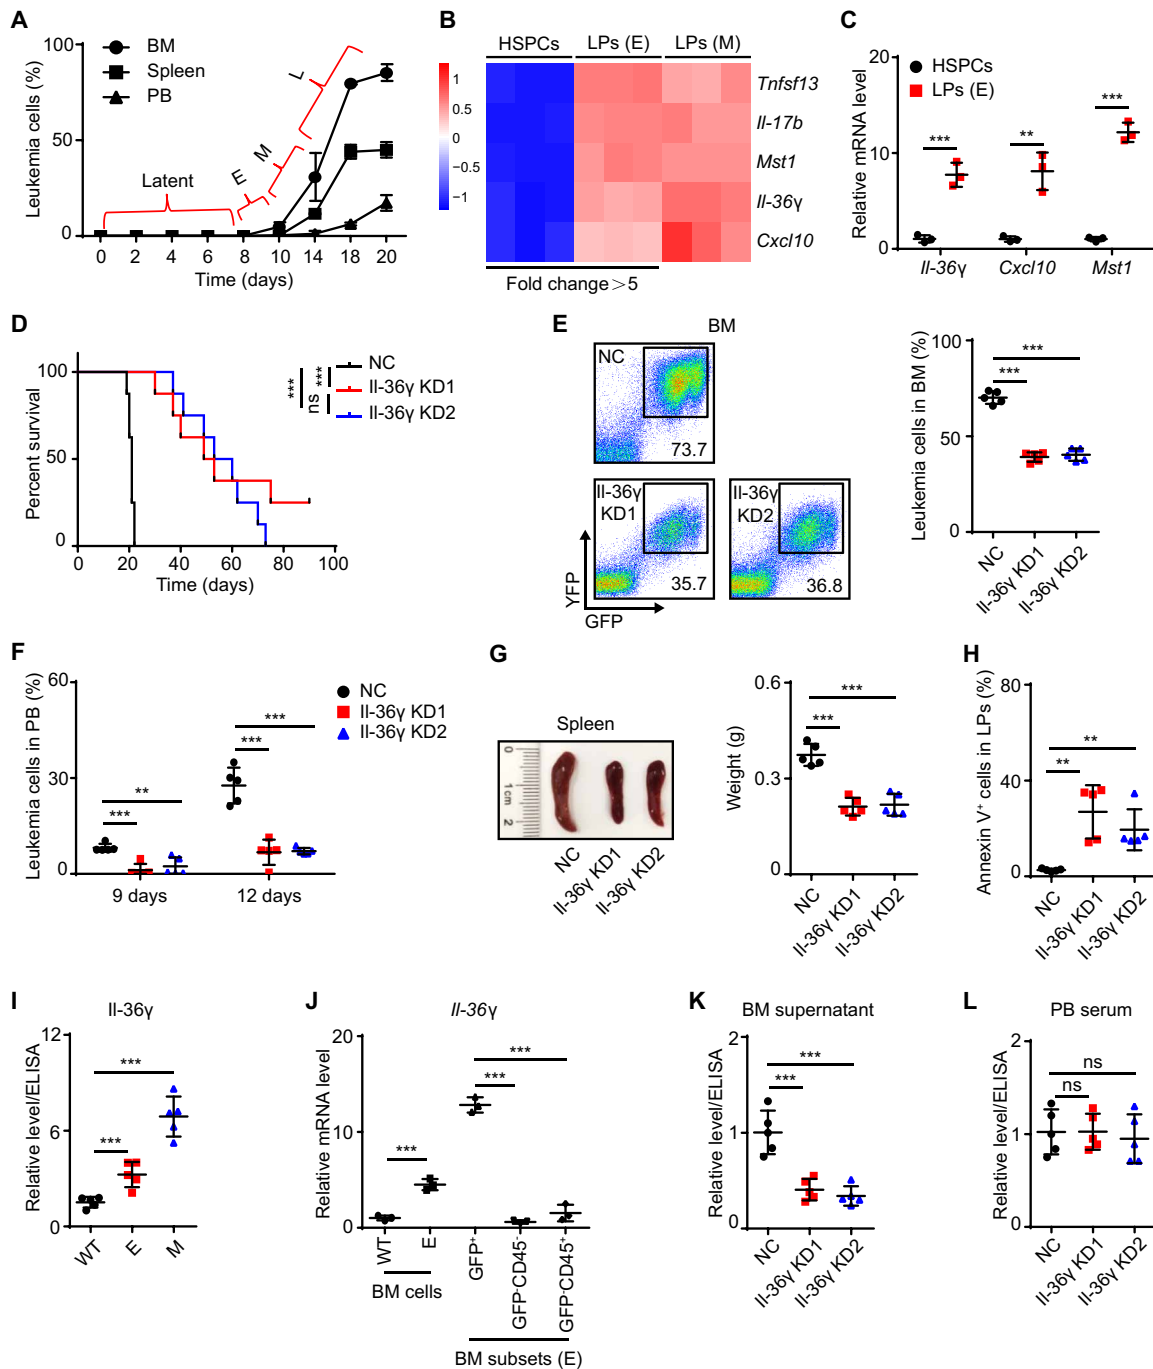 A
Leukemia cells (%)
100
50
0
BM
Spleen
PB
Latent
E
M
L
0 2 4 6 8 10 14 18 20
Time (days)
B
HSPCs LPs (E) LPs (M)
1
0.5
0
−0.5
−1
Tnfsf13
Il-17b
Mst1
Il-36γ
Cxcl10
Fold change＞5
C
Relative mRNA level
20
10
0
HSPCs
LPs (E)
*** ** ***
Il-36γ Cxcl10 Mst1
D
Percent survival
100
50
0
0 20 40 60 80 100
Time (days)
NC
Il-36γ KD1
Il-36γ KD2
***
***
ns
E
BM
NC
73.7
Il-36γ
KD1
35.7
Il-36γ
KD2
36.8
YFP
GFP
Leukemia cells in BM (%)
100
50
0
***
***
NC
Il-36γ KD1
Il-36γ KD2
F
Leukemia cells in PB (%)
60
30
0
NC
Il-36γ KD1
Il-36γ KD2
**
***
***
***
9 days 12 days
G
Spleen
0
1 cm
2
NC
Il-36γ KD1
Il-36γ KD2
Weight (g)
0.6
0.3
0
***
***
NC
Il-36γ KD1
Il-36γ KD2
H
Annexin V⁺ cells in LPs (%)
80
40
0
**
**
NC
Il-36γ KD1
Il-36γ KD2
I
Il-36γ
Relative level/ELISA
12
6
0
***
***
WT
E
M
J
Il-36γ
Relative mRNA level
20
10
0
***
***
***
WT
E
GFP⁺
GFP⁻CD45⁻
GFP⁻CD45⁺
BM cells
BM subsets (E)
K
BM supernatant
Relative level/ELISA
2
1
0
***
***
NC
Il-36γ KD1
Il-36γ KD2
L
PB serum
Relative level/ELISA
2
1
0
ns
ns
NC
Il-36γ KD1
Il-36γ KD2